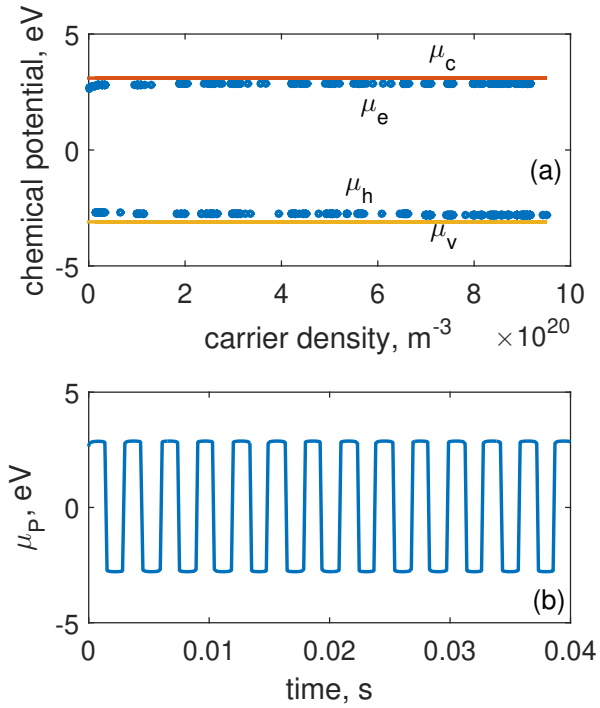 chemical potential, eV
5
0
-5
μc
μe
μh
μv
(a)
0 2 4 6 8 10
carrier density, m-3 ×10^20
μP, eV
5
0
-5
(b)
0 0.01 0.02 0.03 0.04
time, s